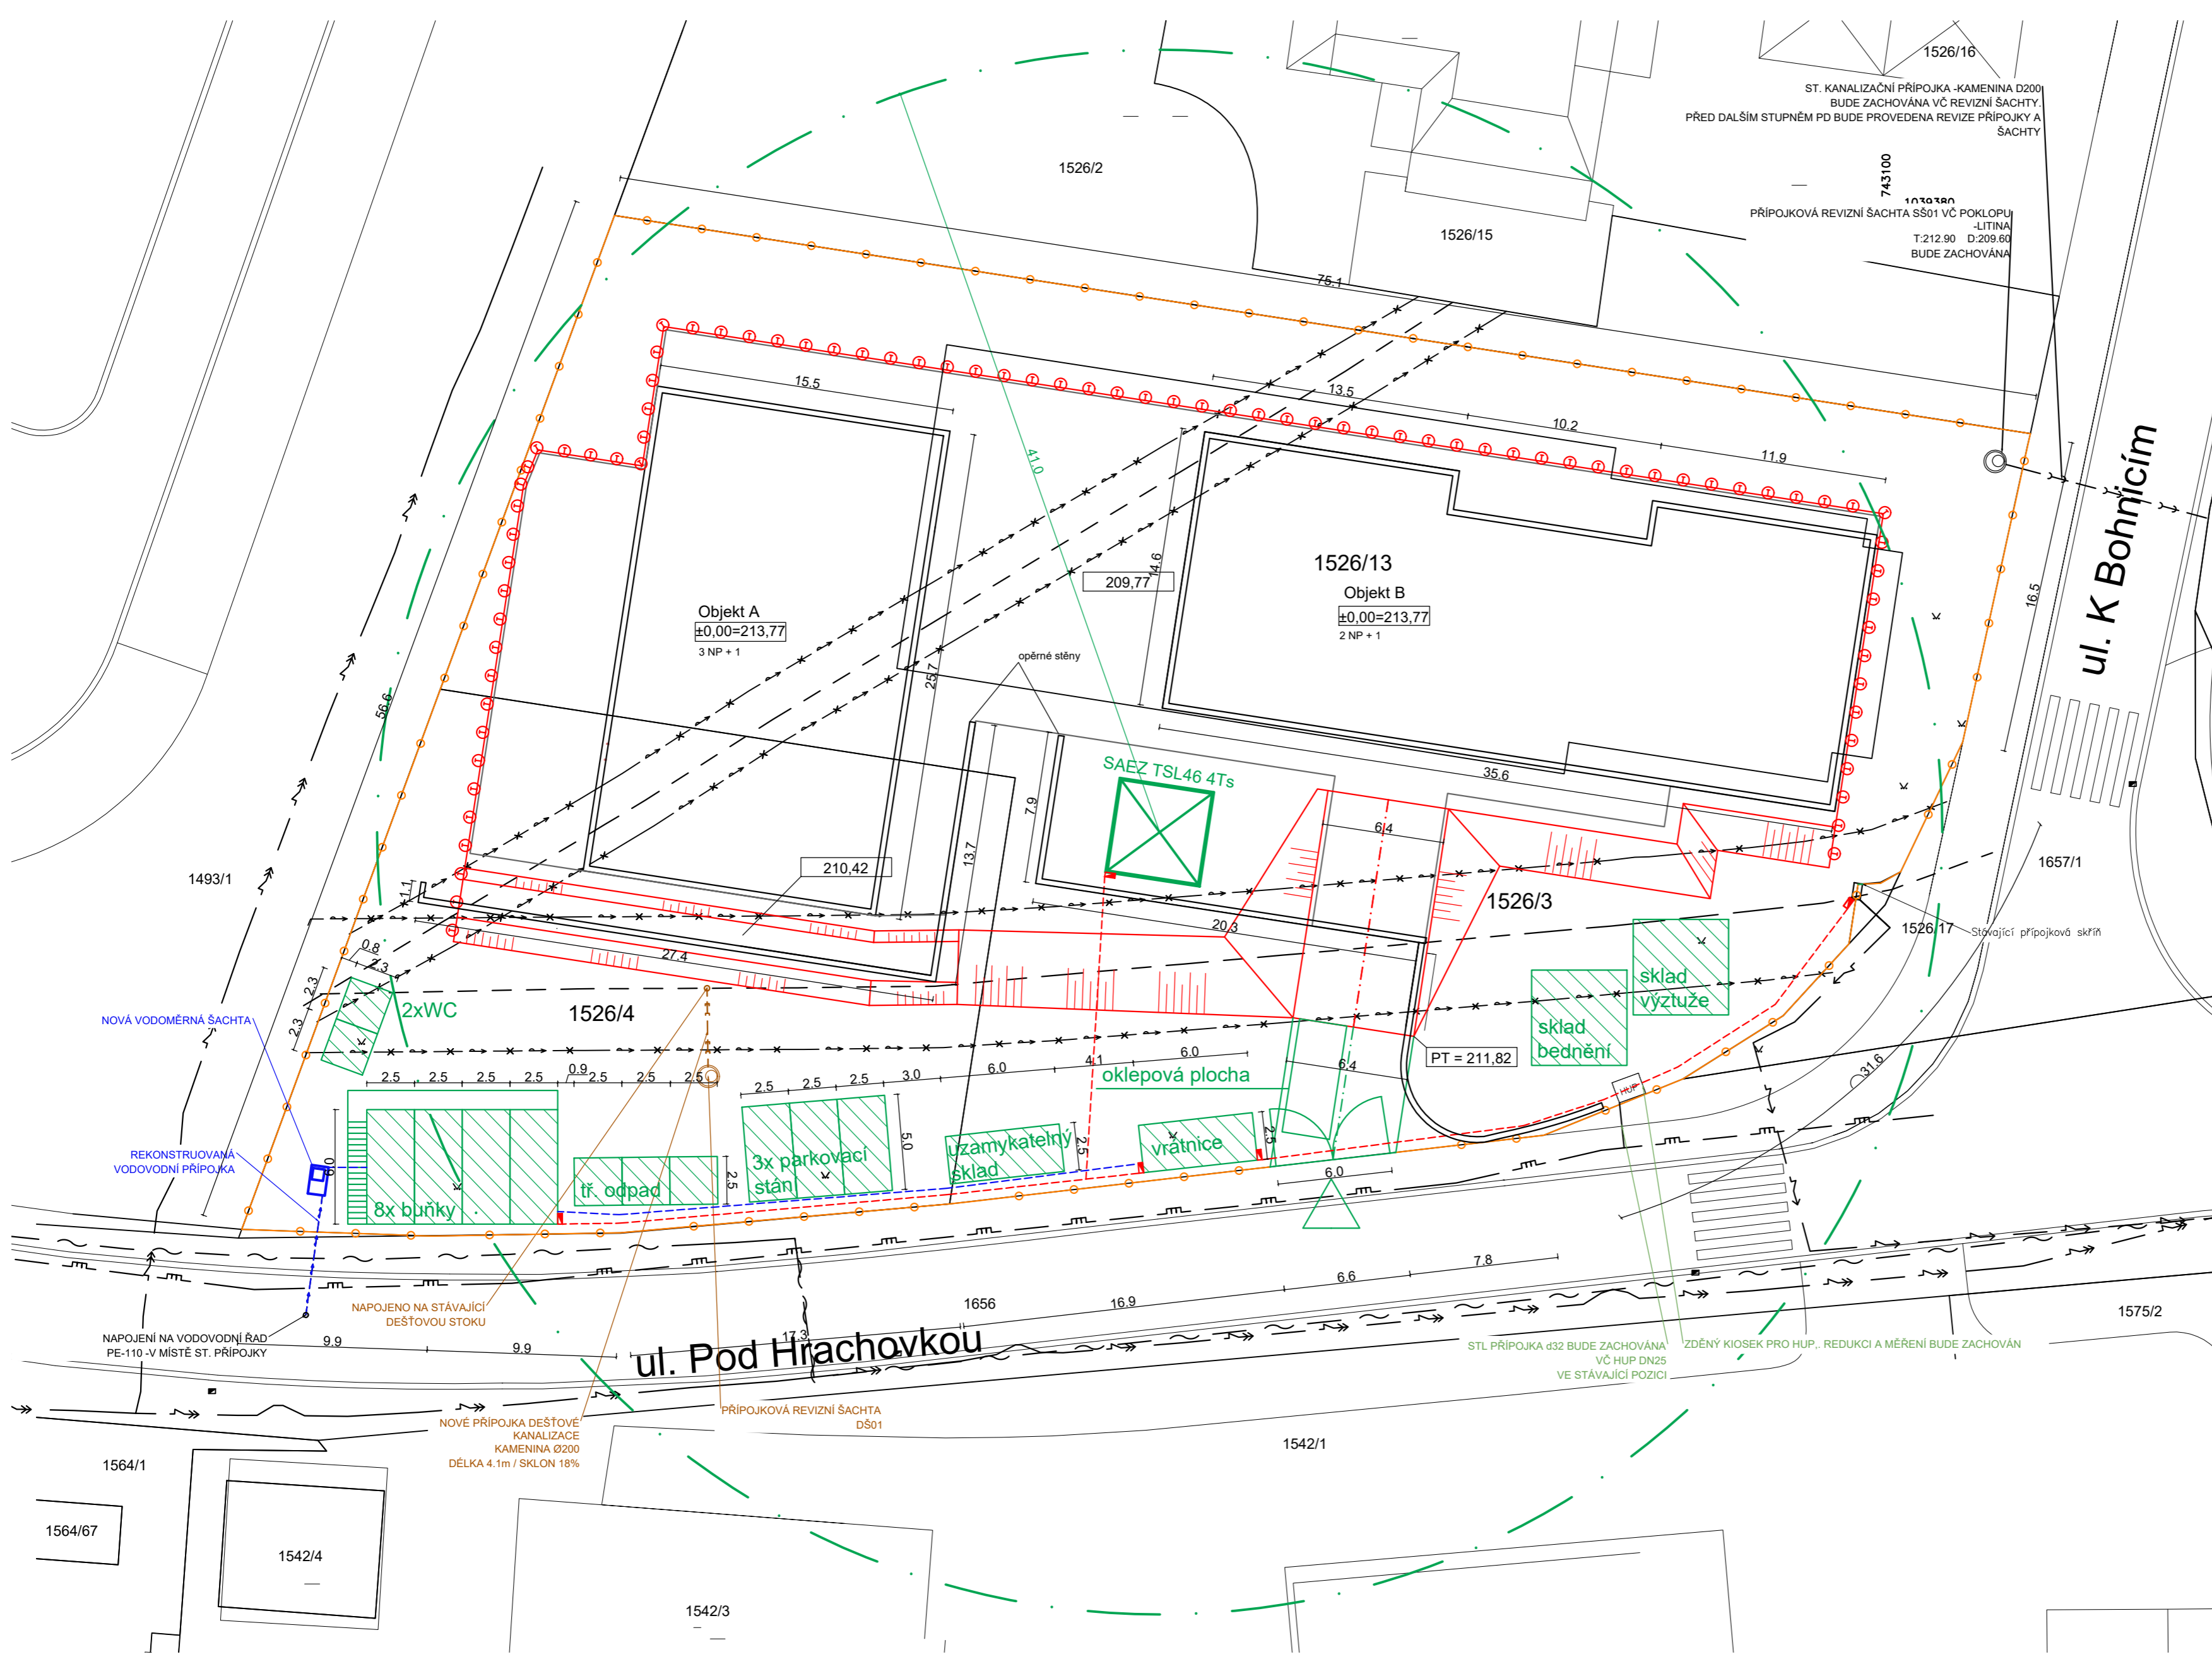 1526/16
ST. KANALIZAČNÍ PŘÍPOJKA -KAMENINA D200
BUDE ZACHOVÁNA VČ REVIZNÍ ŠACHTY.
PŘED DALŠÍM STUPNĚM PD BUDE PROVEDENA REVIZE PŘÍPOJKY A
ŠACHTY
743100
1039380
PŘÍPOJKOVÁ REVIZNÍ ŠACHTA SŠ01 VČ POKLOPU
-LITINA
T:212.90 D:209.60
BUDE ZACHOVÁNA
1526/2
1526/15
75.1
15.5
13.5
10.2
11.9
41.0
ul. K Bohnicím
16.5
14.6
209,77
1526/13
Objekt B
±0,00=213,77
2 NP + 1
Objekt A
±0,00=213,77
3 NP + 1
opěrné stěny
25.7
56.6
SAEZ TSL46 4Ts
35.6
7.9
13.7
6.4
1493/1
1.1
210,42
1657/1
1526/3
20.3
1526/17
Stávající přípojková skříň
0.8
2.3
27.4
2.3
2.3
2xWC
1526/4
sklad
výztuže
sklad
bednění
NOVÁ VODOMĚRNÁ ŠACHTA
PT = 211,82
2.5
2.5
2.5
2.5
0.9
2.5
2.5
2.5
2.5
2.5
2.5
3.0
6.0
4.1
6.0
6.4
oklepová plocha
HUP
31.6
REKONSTRUOVANÁ
VODOVODNÍ PŘÍPOJKA
6.0
8x buňky
tř. odpad
2.5
3x parkovací
stání
5.0
uzamykatelný
sklad
2.5
vrátnice
2.5
6.0
NAPOJENO NA STÁVAJÍCÍ
DEŠTOVOU STOKU
NAPOJENÍ NA VODOVODNÍ ŘAD
PE-110 -V MÍSTĚ ST. PŘÍPOJKY
9.9
9.9
17.3
1656
16.9
6.6
7.8
ul. Pod Hrachovkou
1575/2
STL PŘÍPOJKA d32 BUDE ZACHOVÁNA
VČ HUP DN25
VE STÁVAJÍCÍ POZICI
ZDĚNÝ KIOSEK PRO HUP,. REDUKCI A MĚŘENÍ BUDE ZACHOVÁN
NOVÉ PŘÍPOJKA DEŠTOVÉ
KANALIZACE
KAMENINA Ø200
DÉLKA 4.1m / SKLON 18%
PŘÍPOJKOVÁ REVIZNÍ ŠACHTA
DŠ01
1542/1
1564/1
1564/67
1542/4
1542/3